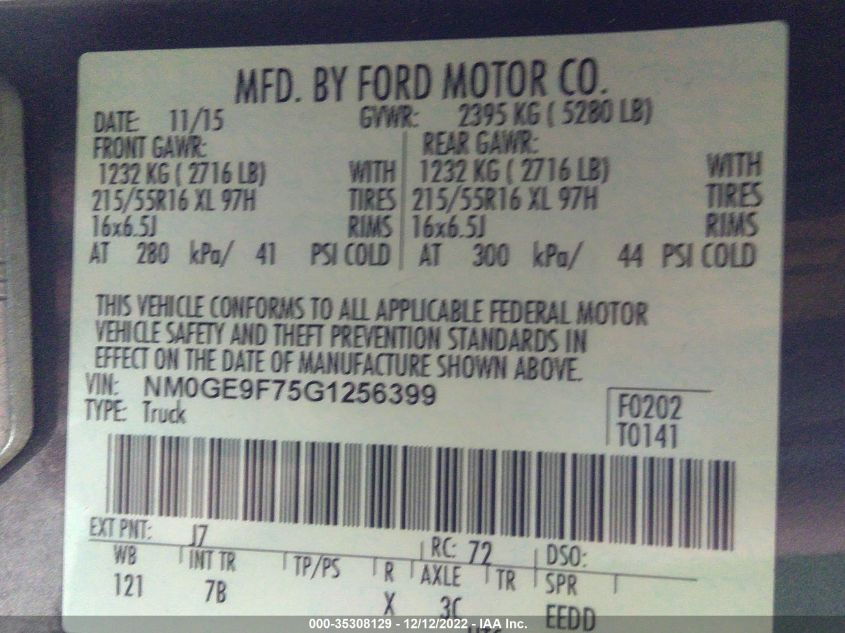 MFD. BY FORD MOTOR CO.
DATE: 11/15 GVWR: 2395 KG ( 5280 LB)
FRONT GAWR: REAR GAWR:
1232 KG ( 2716 LB) WITH 1232 KG ( 2716 LB) WITH
215/55R16 XL 97H TIRES 215/55R16 XL 97H TIRES
16x6.5J RIMS 16x6.5J RIMS
AT 280 kPa/ 41 PSI COLD AT 300 kPa/ 44 PSI COLD
THIS VEHICLE CONFORMS TO ALL APPLICABLE FEDERAL MOTOR
VEHICLE SAFETY AND THEFT PREVENTION STANDARDS IN
EFFECT ON THE DATE OF MANUFACTURE SHOWN ABOVE.
VIN: NM0GE9F75G1256399
TYPE: Truck
F0202
T0141
EXT PNT: J7 RC: 72 DSO:
WB INT TR TP/PS R AXLE TR SPR
121 7B X 3C EEDD
000-35308129 - 12/12/2022 - IAA Inc.